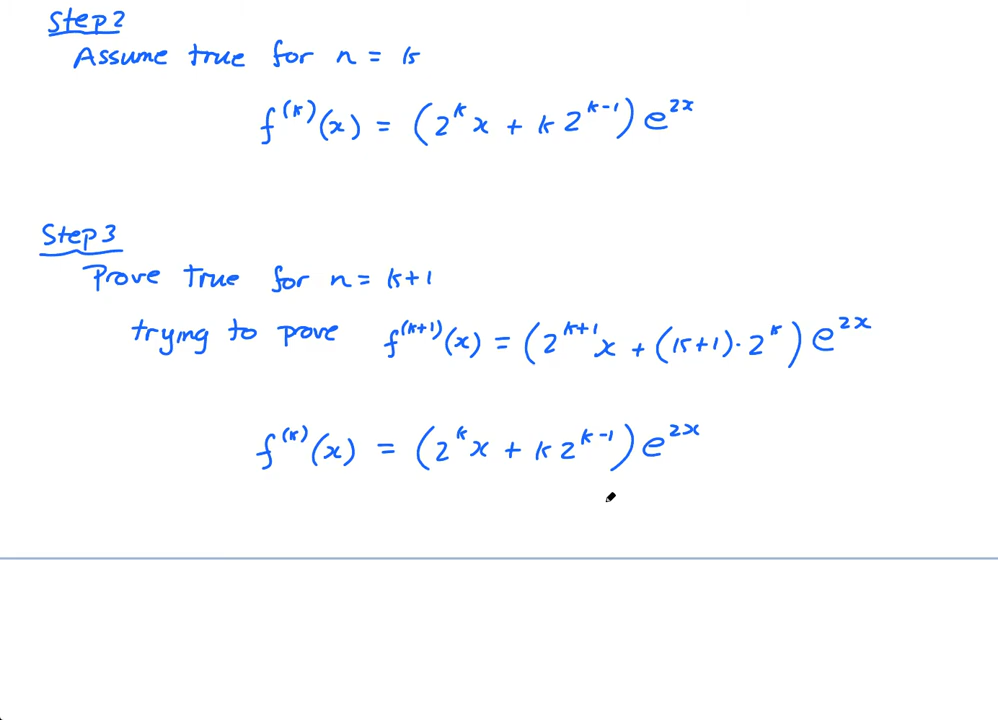 Step 2
Assume true for n = k
f^(k)(x) = (2^k x + k 2^(k-1)) e^(2x)
Step 3
Prove true for n = k+1
trying to prove f^(k+1)(x) = (2^(k+1) x + (k+1)·2^k) e^(2x)
f^(k)(x) = (2^k x + k 2^(k-1)) e^(2x)